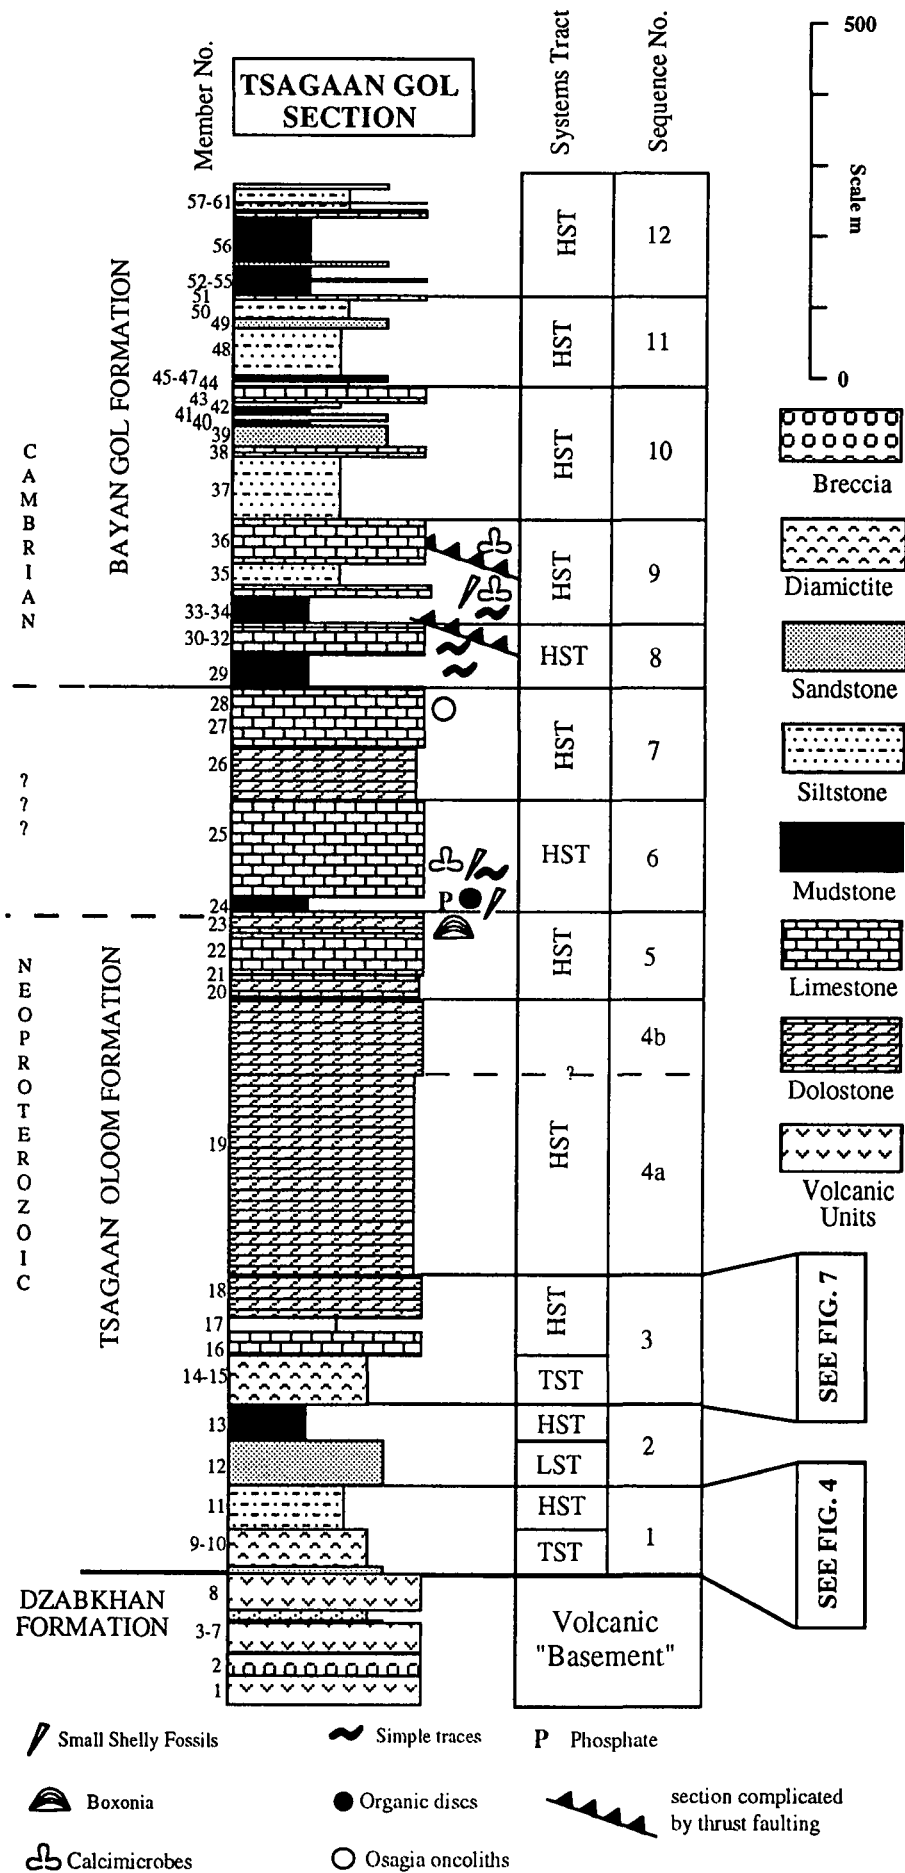 TSAGAAN GOL
SECTION
Member No.
Systems Tract
Sequence No.
500
Scale m
0
BAYAN GOL FORMATION
CAMBRIAN
57-61
56
52-55
51
50
49
48
45-47
44
43
42
41
40
39
38
37
36
35
33-34
30-32
29
HST
12
HST
11
HST
10
HST
9
HST
8
?
?
?
28
27
26
25
24
HST
7
HST
6
P
NEOPROTEROZOIC
TSAGAAN OLOOM FORMATION
23
22
21
20
19
18
17
16
14-15
13
12
11
9-10
HST
5
4b
?
HST
4a
HST
3
TST
HST
2
LST
HST
1
TST
DZABKHAN
FORMATION
8
3-7
2
1
Volcanic
"Basement"
Breccia
Diamictite
Sandstone
Siltstone
Mudstone
Limestone
Dolostone
Volcanic
Units
SEE FIG. 7
SEE FIG. 4
Small Shelly Fossils
Simple traces
P Phosphate
Boxonia
Organic discs
section complicated
by thrust faulting
Calcimicrobes
Osagia oncoliths